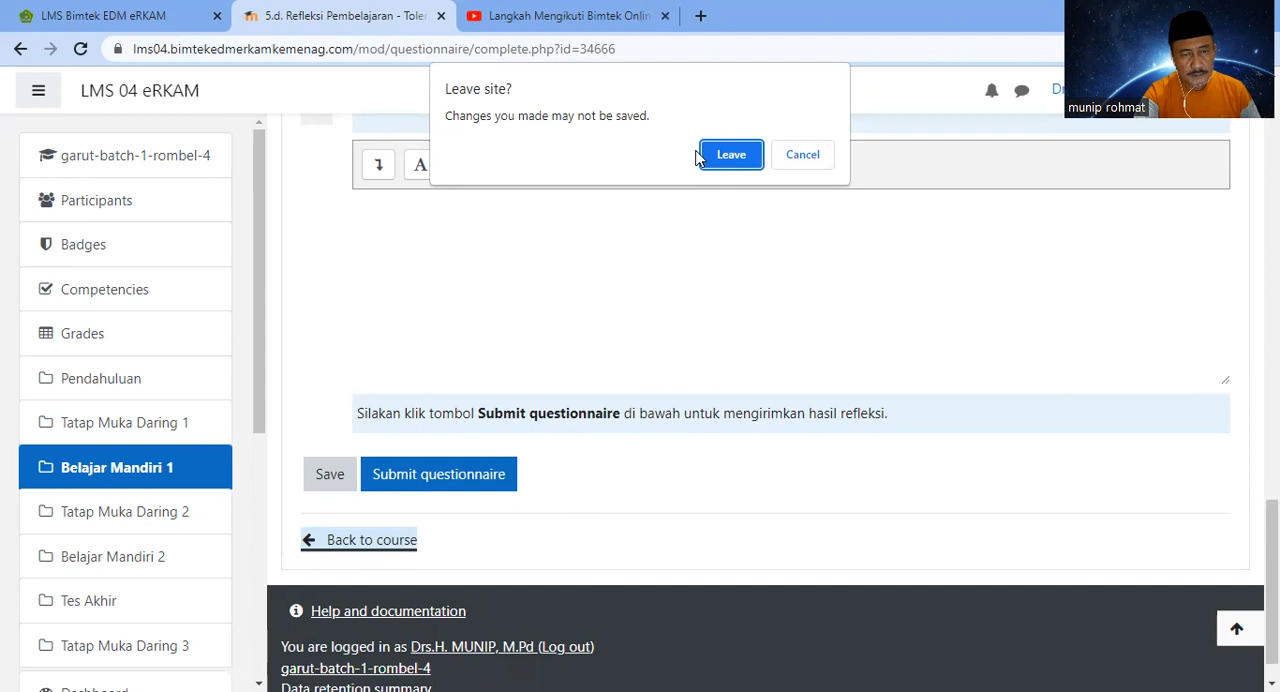 LMS Bimtek EDM eRKAM
5.d. Refleksi Pembelajaran - Toler
Langkah Mengikuti Bimtek Onlin
lms04.bimtekedmerkamkemenag.com/mod/questionnaire/complete.php?id=34666
LMS 04 eRKAM
munip rohmat
Leave site?
Changes you made may not be saved.
Leave
Cancel
garut-batch-1-rombel-4
Participants
Badges
Competencies
Grades
Pendahuluan
Tatap Muka Daring 1
Belajar Mandiri 1
Tatap Muka Daring 2
Belajar Mandiri 2
Tes Akhir
Tatap Muka Daring 3
Dashboard
A
Silakan klik tombol Submit questionnaire di bawah untuk mengirimkan hasil refleksi.
Save
Submit questionnaire
Back to course
Help and documentation
You are logged in as Drs.H. MUNIP, M.Pd (Log out)
garut-batch-1-rombel-4
Data retention summary